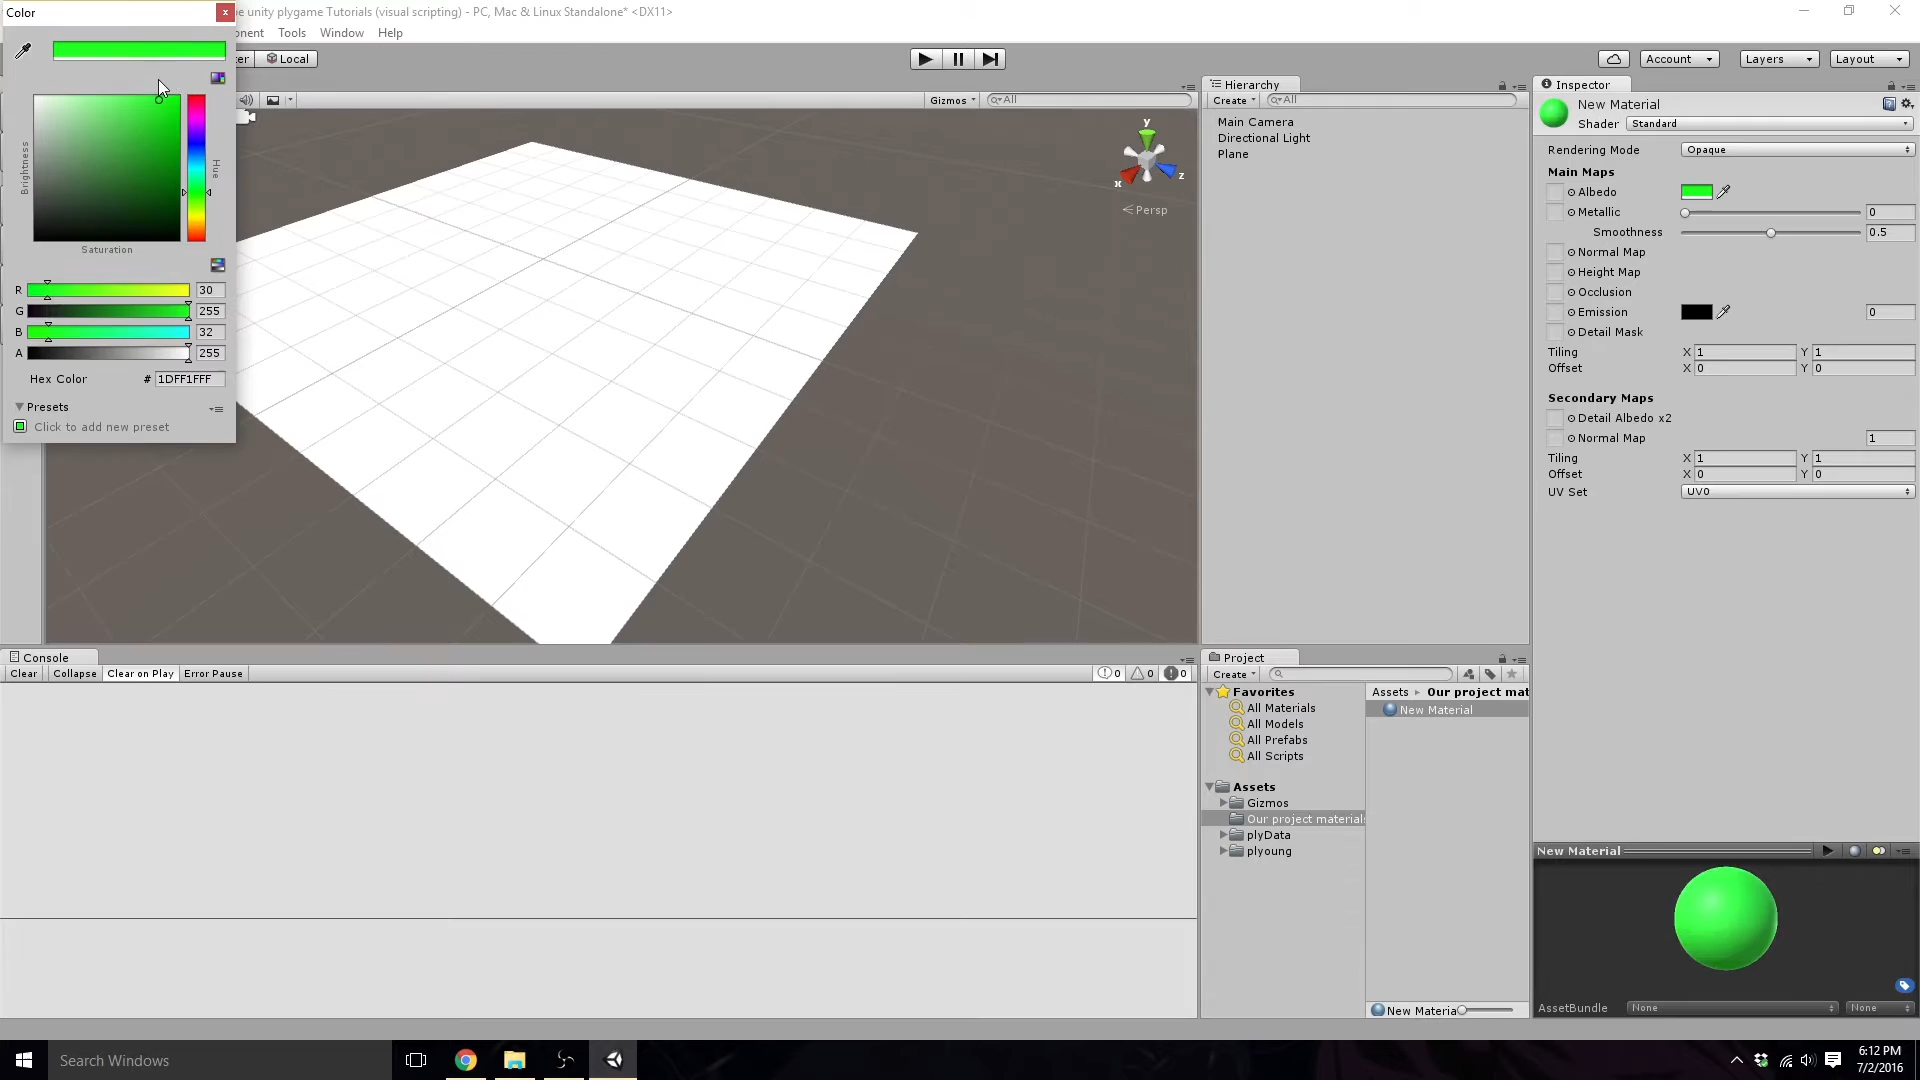 Color
x
e unity plygame Tutorials (visual scripting) - PC, Mac & Linux Standalone* <DX11>
onent Tools Window Help
ter Local
Account Layers Layout
Gizmos All
y
x
z
Persp
Brightness
Hue
Saturation
R 30
G 255
B 32
A 255
Hex Color # 1DFF1FFF
Presets
Click to add new preset
Hierarchy
Create All
Main Camera
Directional Light
Plane
Inspector
New Material
Shader Standard
Rendering Mode Opaque
Main Maps
Albedo
Metallic 0
Smoothness 0.5
Normal Map
Height Map
Occlusion
Emission 0
Detail Mask
Tiling X 1 Y 1
Offset X 0 Y 0
Secondary Maps
Detail Albedo x2
Normal Map 1
Tiling X 1 Y 1
Offset X 0 Y 0
UV Set UV0
Console
Clear Collapse Clear on Play Error Pause 0 0 0
Project
Create
Favorites
All Materials
All Models
All Prefabs
All Scripts
Assets
Gizmos
Our project materials
plyData
plyoung
Assets Our project mat
New Material
New Materia
New Material
AssetBundle None None
Search Windows
6:12 PM
7/2/2016